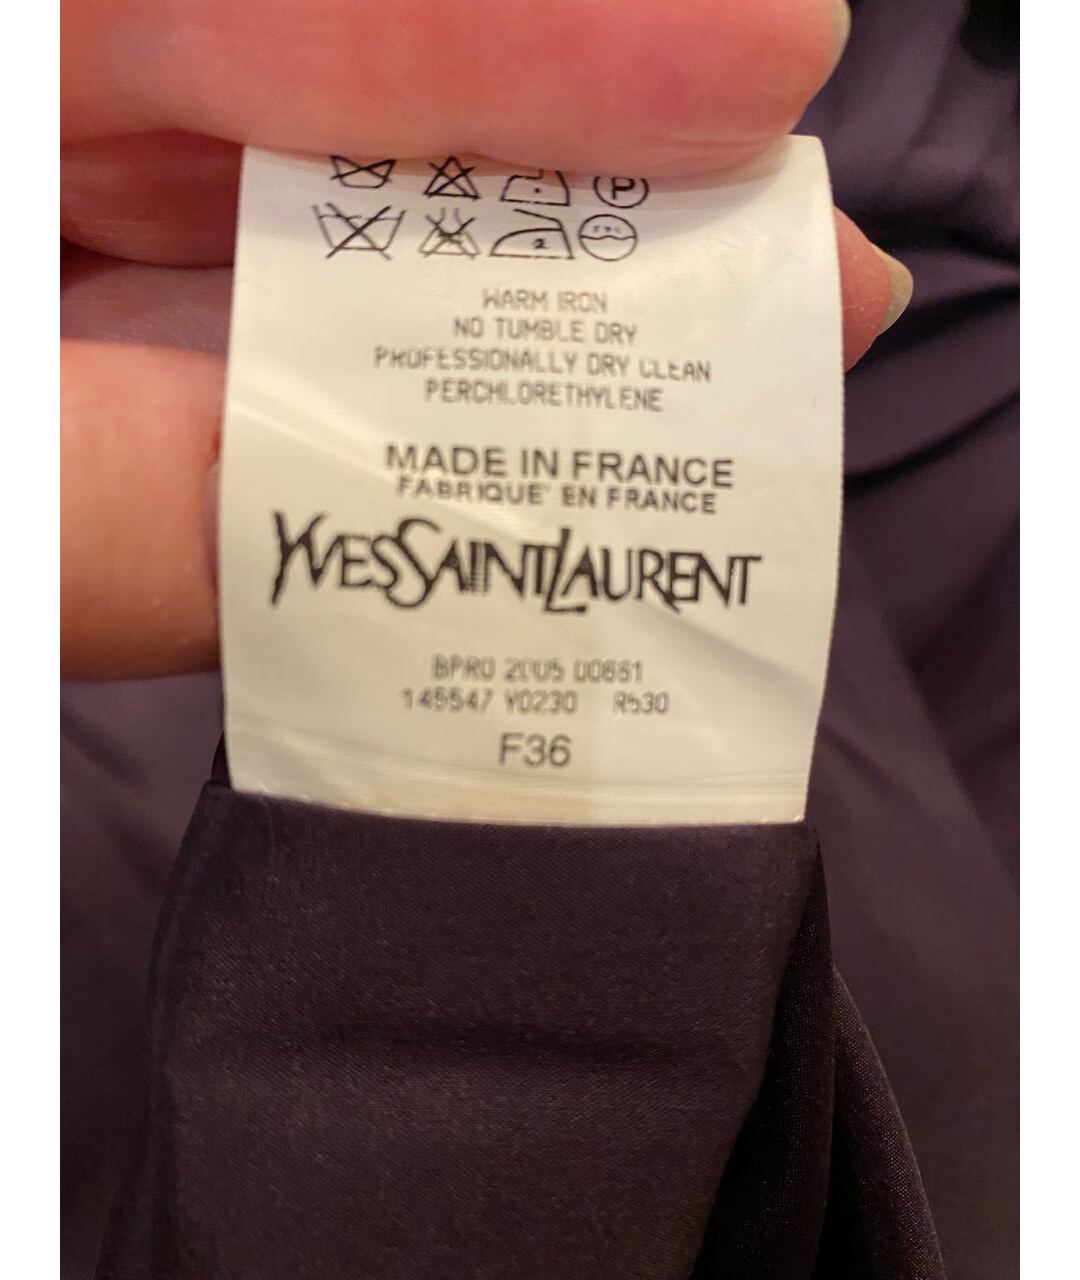 P
2
WARM IRON
NO TUMBLE DRY
PROFESSIONALLY DRY CLEAN
PERCHLORETHYLENE
MADE IN FRANCE
FABRIQUE' EN FRANCE
YVESSAINTLAURENT
BPRO 2005 00661
145547 Y0230 R530
F36